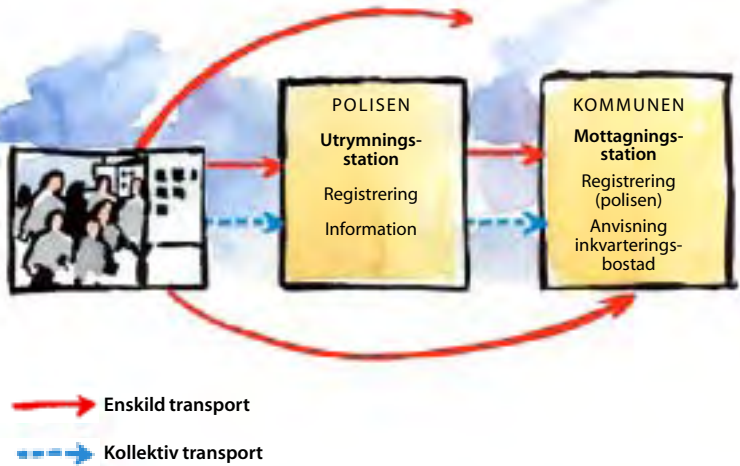 POLISEN
Utrymnings-
station
Registrering
Information
KOMMUNEN
Mottagnings-
station
Registrering
(polisen)
Anvisning
inkvarterings-
bostad
Enskild transport
Kollektiv transport